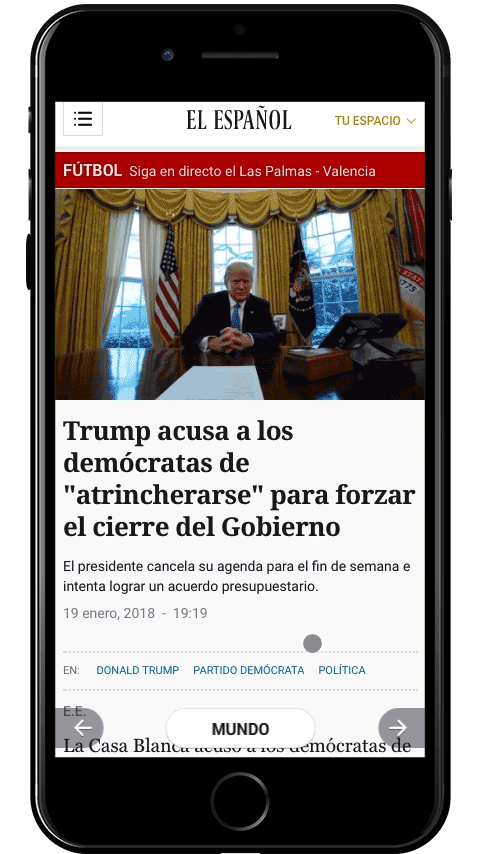 EL ESPAÑOL
TU ESPACIO
FÚTBOL Siga en directo el Las Palmas - Valencia
Trump acusa a los
demócratas de
"atrincherarse" para forzar
el cierre del Gobierno
El presidente cancela su agenda para el fin de semana e
intenta lograr un acuerdo presupuestario.
19 enero, 2018 - 19:19
EN: DONALD TRUMP PARTIDO DEMÓCRATA POLÍTICA
E.E.
MUNDO
La Casa Blanca acusó a los demócratas de